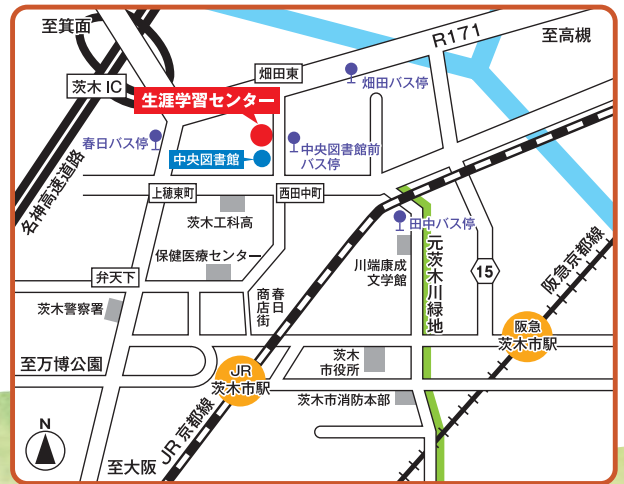 至箕面
R171
至高槻
畑田東
畑田バス停
茨木 IC
生涯学習センター
春日バス停
中央図書館前
バス停
中央図書館
名神高速道路
上穂東町
西田中町
茨木工科高
田中バス停
保健医療センター
川端康成
文学館
元茨木川緑地
15
阪急京都線
弁天下
春日
商店街
茨木警察署
阪急
茨木市駅
至万博公園
茨木
市役所
JR
茨木市駅
茨木市消防本部
N
JR京都線
至大阪